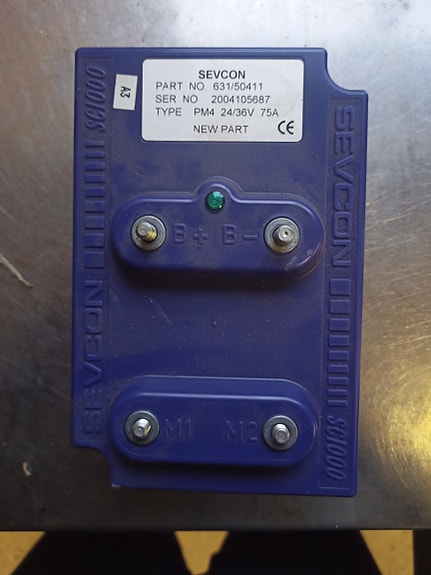 SEVCON
PART NO 631/50411
SER NO 2004105687
TYPE PM4 24/36V 75A
NEW PART CE
A3
SEVCON SC1000
B+ B-
M1 M2
SEVCON SC1000